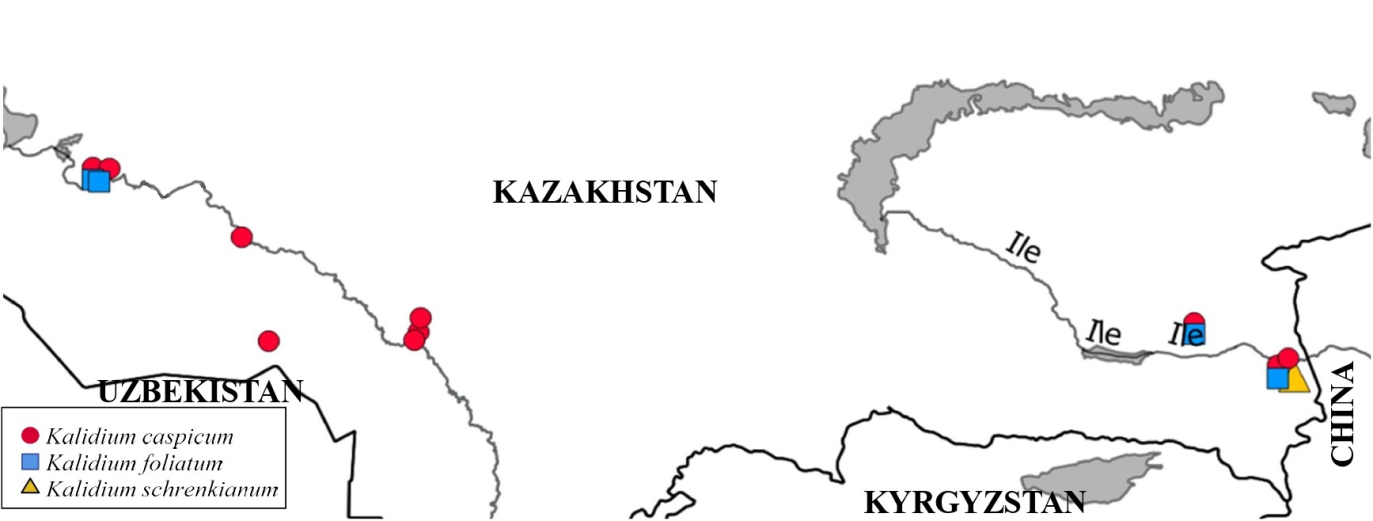 KAZAKHSTAN
Ile
Ile
Ile
UZBEKISTAN
CHINA
Kalidium caspicum
Kalidium foliatum
Kalidium schrenkianum
KYRGYZSTAN